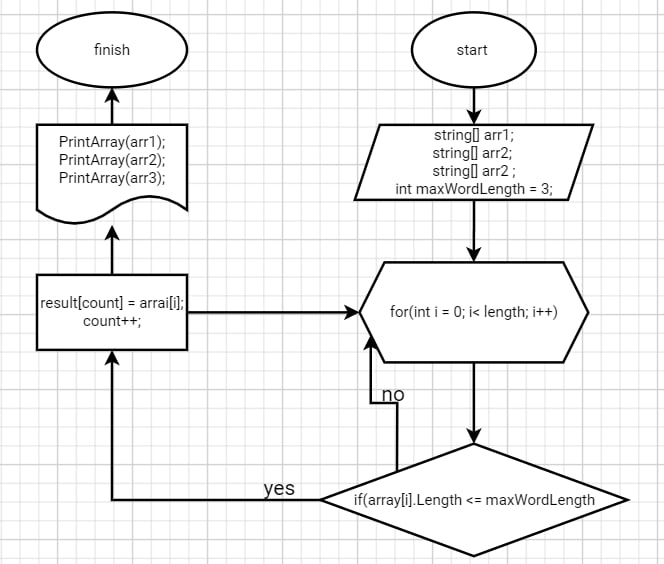 finish
start
PrintArray(arr1);
PrintArray(arr2);
PrintArray(arr3);
string[] arr1;
string[] arr2;
string[] arr2 ;
int maxWordLength = 3;
result[count] = arrai[i];
count++;
for(int i = 0; i< length; i++)
no
yes
if(array[i].Length <= maxWordLength